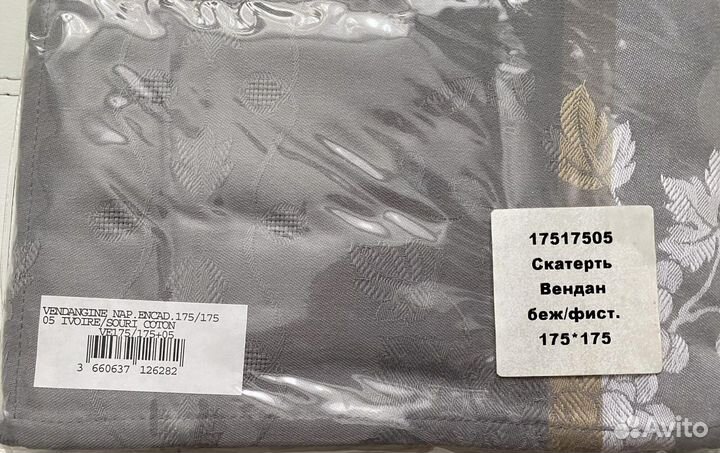 VENDANGINE NAP.ENCAD.175/175
05 IVOIRE/SOURI COTON
VE175/175+05
3 660637 126282
17517505
Скатерть
Вендан
беж/фист.
175*175
Avito